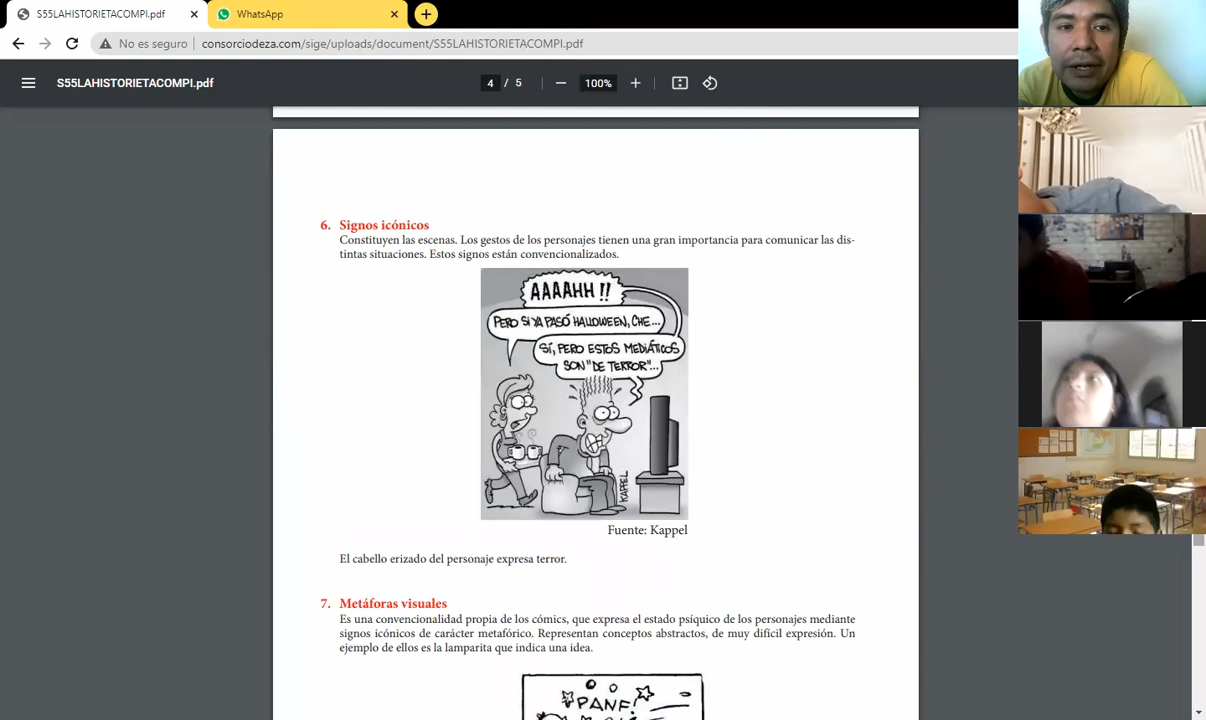 S55LAHISTORIETACOMPI.pdf
WhatsApp
No es seguro
consorciodeza.com/sige/uploads/document/S55LAHISTORIETACOMPI.pdf
S55LAHISTORIETACOMPI.pdf
4 / 5
100%
6. Signos icónicos
Constituyen las escenas. Los gestos de los personajes tienen una gran importancia para comunicar las dis-
tintas situaciones. Estos signos están convencionalizados.
AAAAHH !!
PERO SI YA PASÓ HALLOWEEN, CHE...
SÍ, PERO ESTOS MEDIÁTICOS
SON "DE TERROR"...
KAPPEL
Fuente: Kappel
El cabello erizado del personaje expresa terror.
7. Metáforas visuales
Es una convencionalidad propia de los cómics, que expresa el estado psíquico de los personajes mediante
signos icónicos de carácter metafórico. Representan conceptos abstractos, de muy difícil expresión. Un
ejemplo de ellos es la lamparita que indica una idea.
PANF!